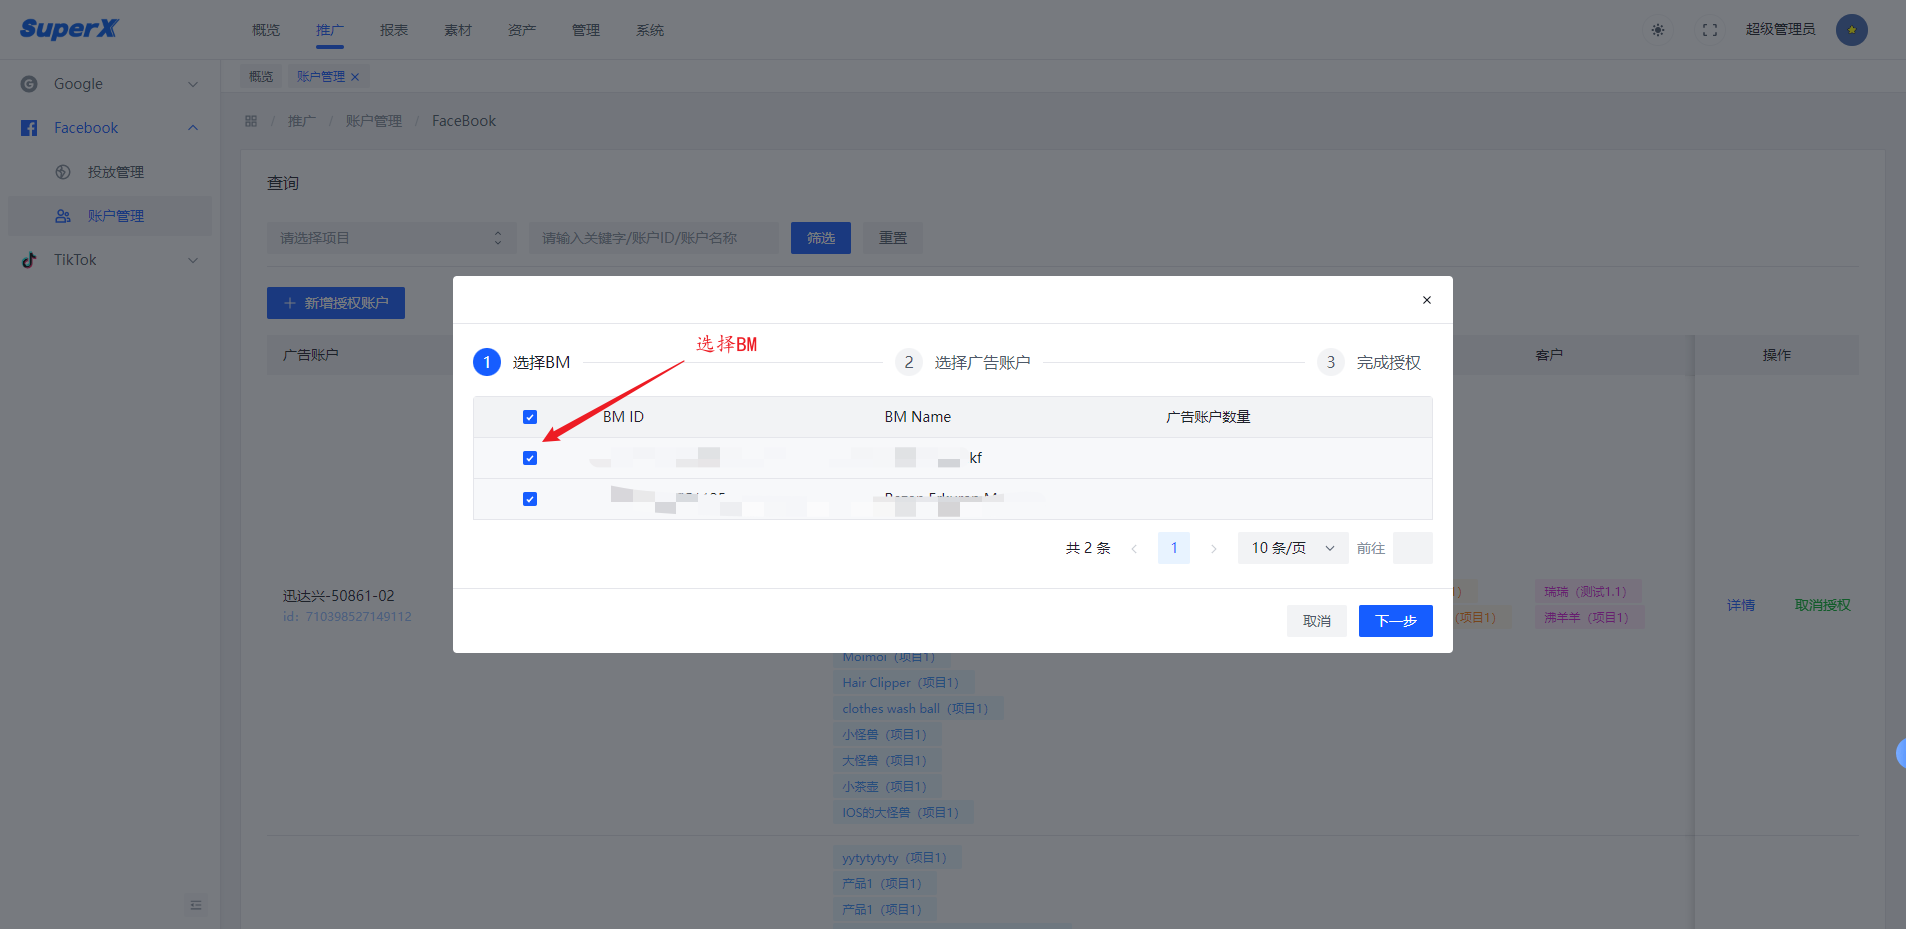 SuperX
概览 推广 报表 素材 资产 管理 系统
超级管理员
Google
Facebook
投放管理
账户管理
TikTok
概览 账户管理 ×
/ 推广 / 账户管理 / FaceBook
查询
请选择项目 请输入关键字/账户ID/账户名称 筛选 重置
+ 新增授权账户
广告账户 客户 操作
×
选择BM
1 选择BM 2 选择广告账户 3 完成授权
BM ID BM Name 广告账户数量
kf
共 2 条 < 1 > 10 条/页 前往
取消 下一步
迅达兴-50861-02
id: 710398527149112
瑞瑞（测试1.1）
(项目1) 沸羊羊（项目1）
详情 取消授权
Moimoi（项目1）
Hair Clipper（项目1）
clothes wash ball（项目1）
小怪兽（项目1）
大怪兽（项目1）
小茶壶（项目1）
IOS的大怪兽（项目1）
yytytytyty（项目1）
产品1（项目1）
产品1（项目1）